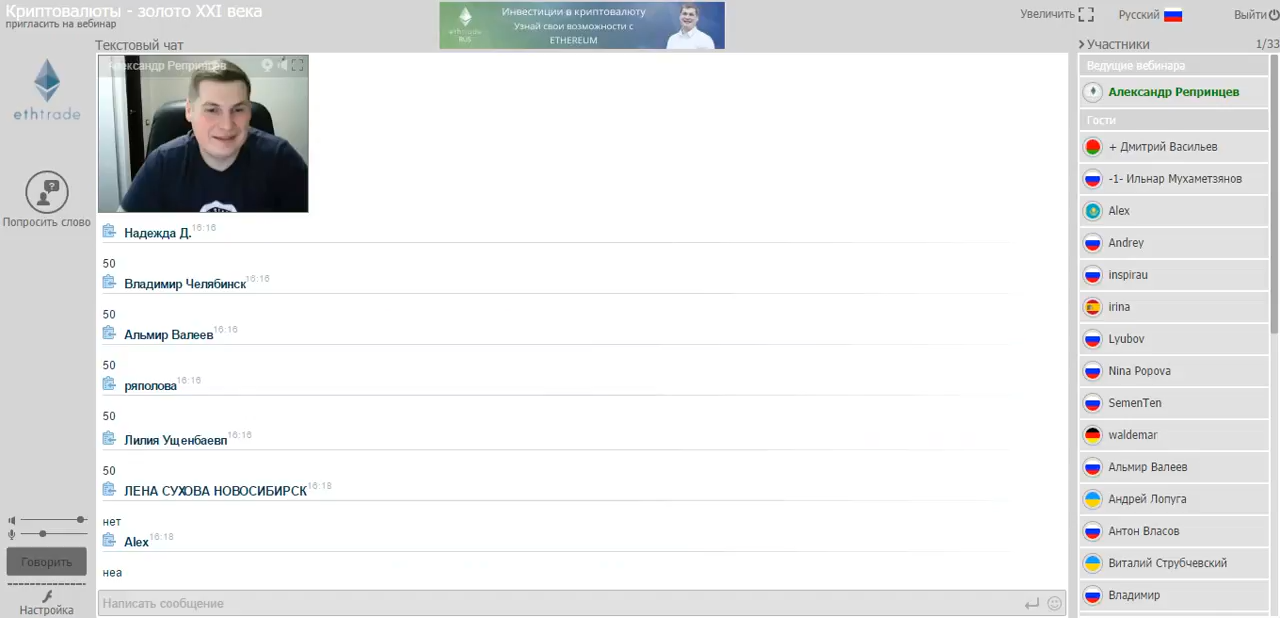 Криптовалюты - золото XXI века
пригласить на вебинар
Инвестиции в криптовалюту
Узнай свои возможности с
ETHEREUM
ethtrade
BUS
Увеличить
Русский
Выйти
Текстовый чат
Участники 1/33
ethtrade
Попросить слово
Александр Репринцев
Надежда Д. 16:16
50
Владимир Челябинск 16:16
50
Альмир Валеев 16:16
50
ряполова 16:16
50
Лилия Ущенбаевп 16:16
50
ЛЕНА СУХОВА НОВОСИБИРСК 16:18
нет
Alex 16:18
неа
Написать сообщение
Говорить
Настройка
Ведущие вебинара
Александр Репринцев
Гости
+ Дмитрий Васильев
-1- Ильнар Мухаметзянов
Alex
Andrey
inspirau
irina
Lyubov
Nina Popova
SemenTen
waldemar
Альмир Валеев
Андрей Лопуга
Антон Власов
Виталий Струбчевский
Владимир